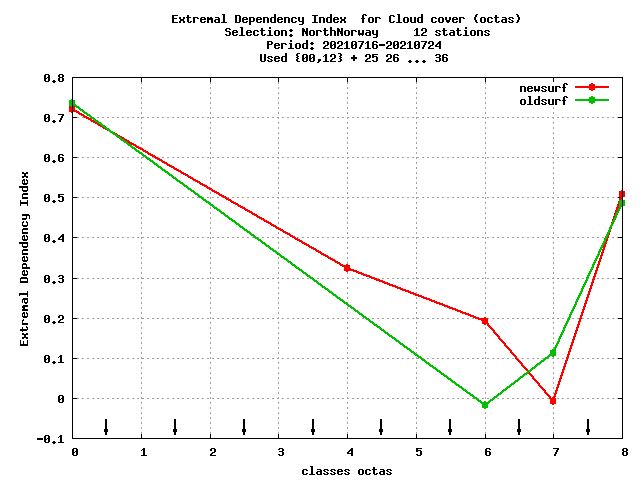 Extremal Dependency Index  for Cloud cover (octas)
Selection: NorthNorway     12 stations
Period: 20210716-20210724
Used {00,12} + 25 26 ... 36
newsurf
oldsurf
0.8
0.7
0.6
0.5
0.4
0.3
0.2
0.1
0
-0.1
Extremal Dependency Index
0 1 2 3 4 5 6 7 8
classes octas